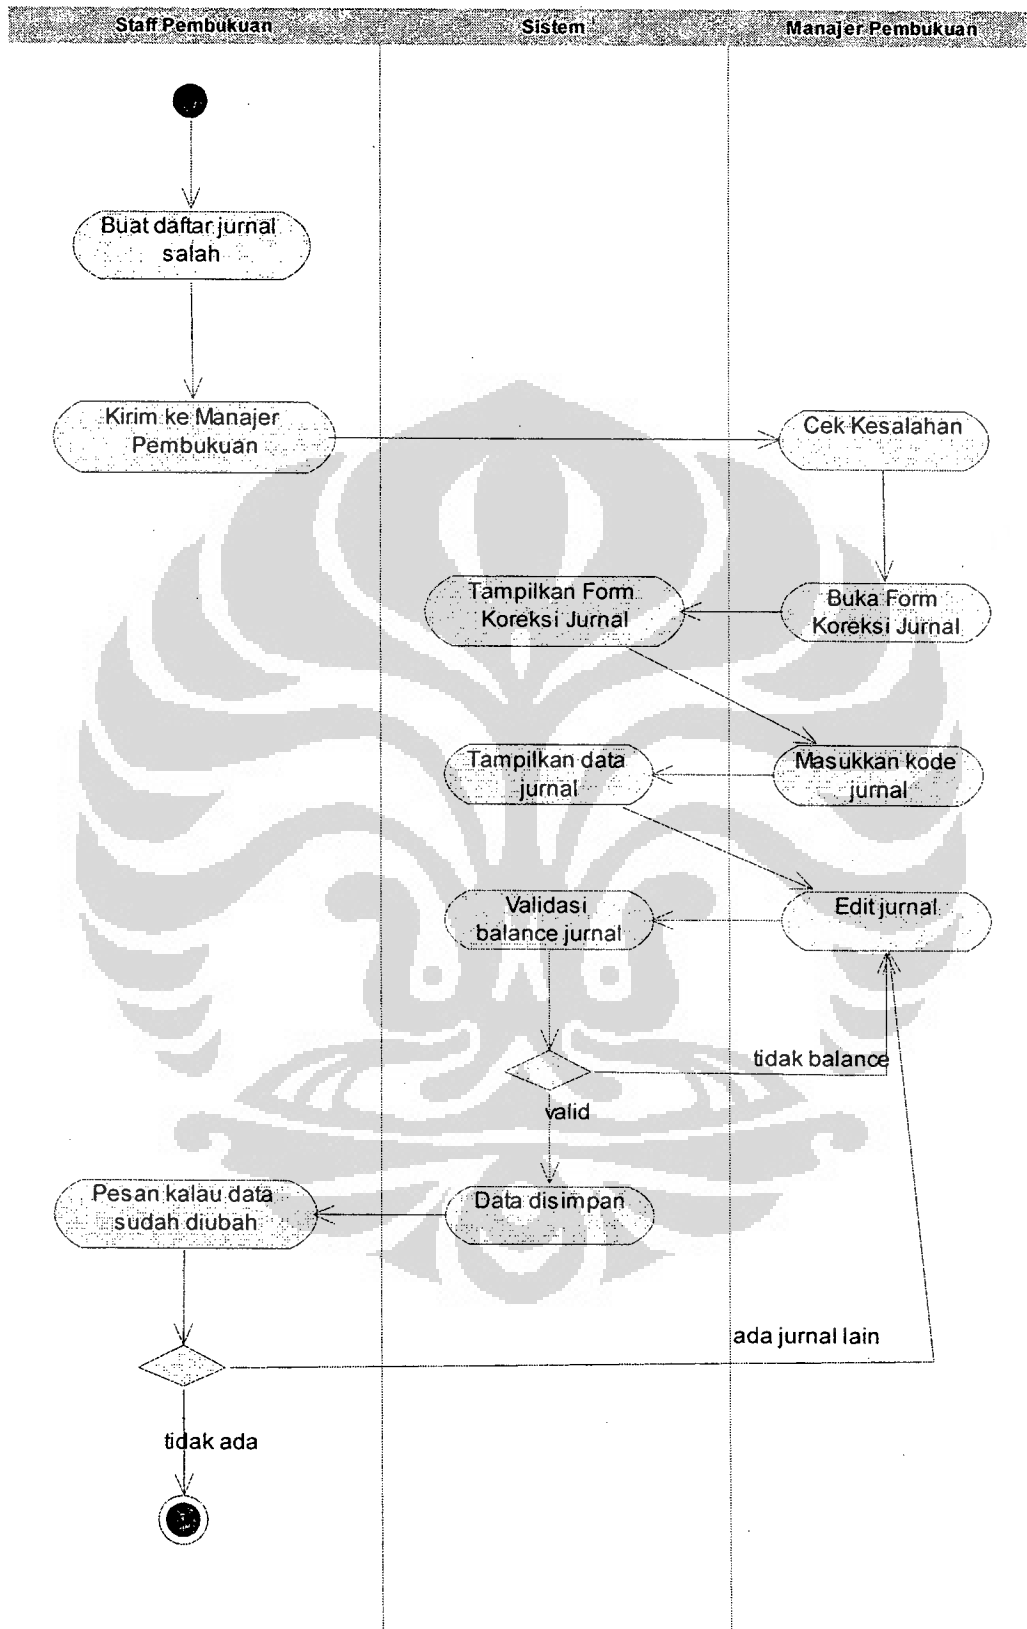 Staff Pembukuan
Sistem
Manajer Pembukuan
Buat daftar jurnal
salah
Kirim ke Manajer
Pembukuan
Cek Kesalahan
Tampilkan Form
Koreksi Jurnal
Buka Form
Koreksi Jurnal
Tampilkan data
jurnal
Masukkan kode
jurnal
Validasi
balance jurnal
Edit jurnal
tidak balance
valid
Pesan kalau data
sudah diubah
Data disimpan
ada jurnal lain
tidak ada